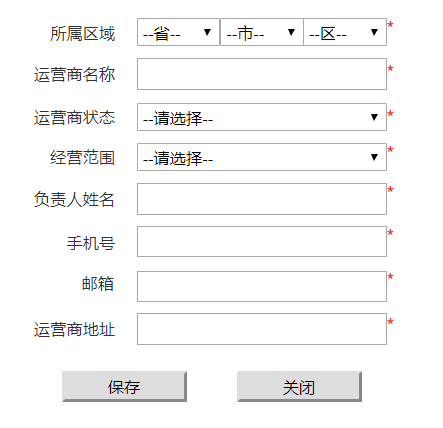 所属区域 --省-- --市-- --区-- *
运营商名称 *
运营商状态 --请选择-- *
经营范围 --请选择-- *
负责人姓名 *
手机号 *
邮箱 *
运营商地址 *
保存 关闭